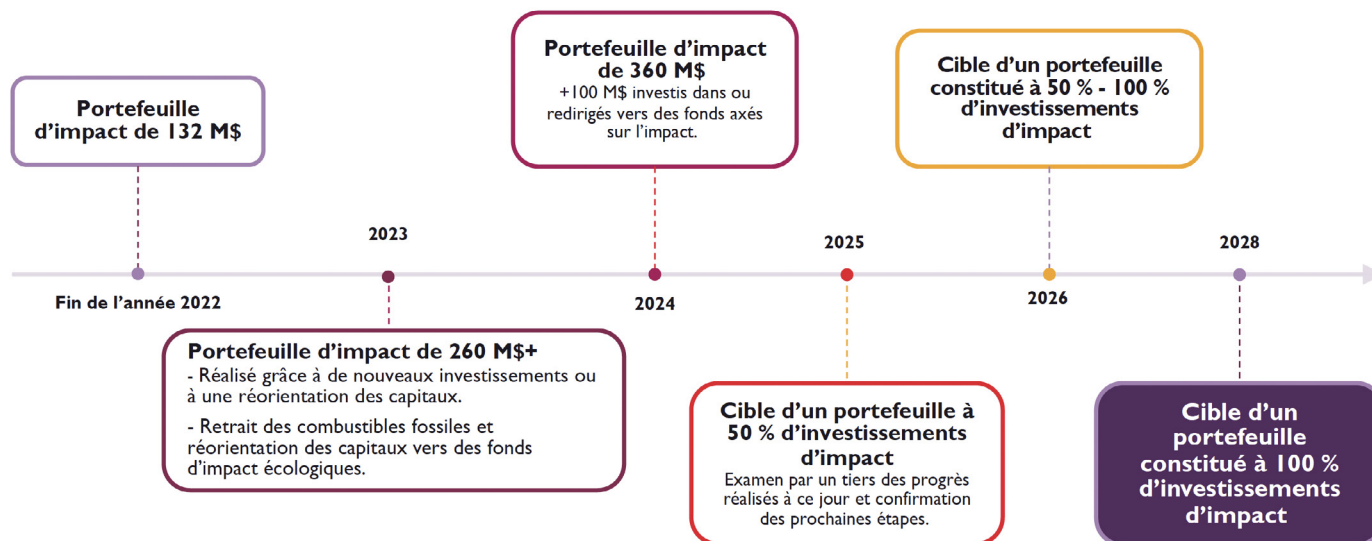 Portefeuille
d'impact de 132 M$
Fin de l'année 2022
2023
Portefeuille d'impact de 260 M$+
- Réalisé grâce à de nouveaux investissements ou
à une réorientation des capitaux.
- Retrait des combustibles fossiles et
réorientation des capitaux vers des fonds
d'impact écologiques.
Portefeuille d'impact
de 360 M$
+100 M$ investis dans ou
redirigés vers des fonds axés
sur l'impact.
2024
2025
Cible d'un portefeuille à
50 % d'investissements
d'impact
Examen par un tiers des progrès
réalisés à ce jour et confirmation
des prochaines étapes.
Cible d'un portefeuille
constitué à 50 % - 100 %
d'investissements
d'impact
2026
2028
Cible d'un
portefeuille
constitué à 100 %
d'investissements
d'impact